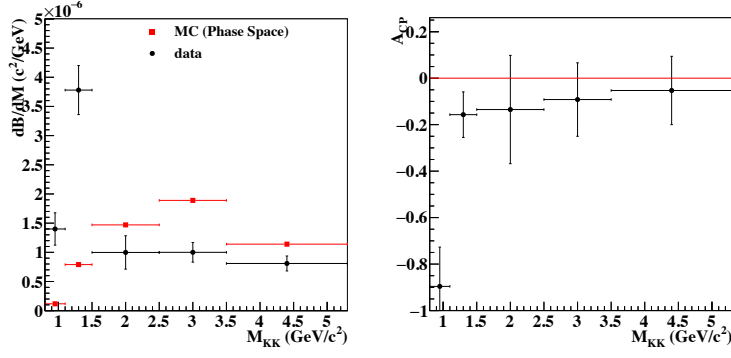 ×10⁻⁶
MC (Phase Space)
data
dB/dM (c²/GeV)
5
4.5
4
3.5
3
2.5
2
1.5
1
0.5
0
1 1.5 2 2.5 3 3.5 4 4.5 5
M_KK (GeV/c²)
A_CP
0.2
0
−0.2
−0.4
−0.6
−0.8
−1
1 1.5 2 2.5 3 3.5 4 4.5 5
M_KK (GeV/c²)